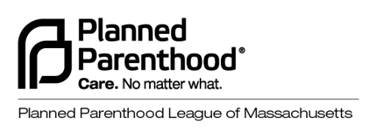 Planned
Parenthood®
Care. No matter what.
Planned Parenthood League of Massachusetts